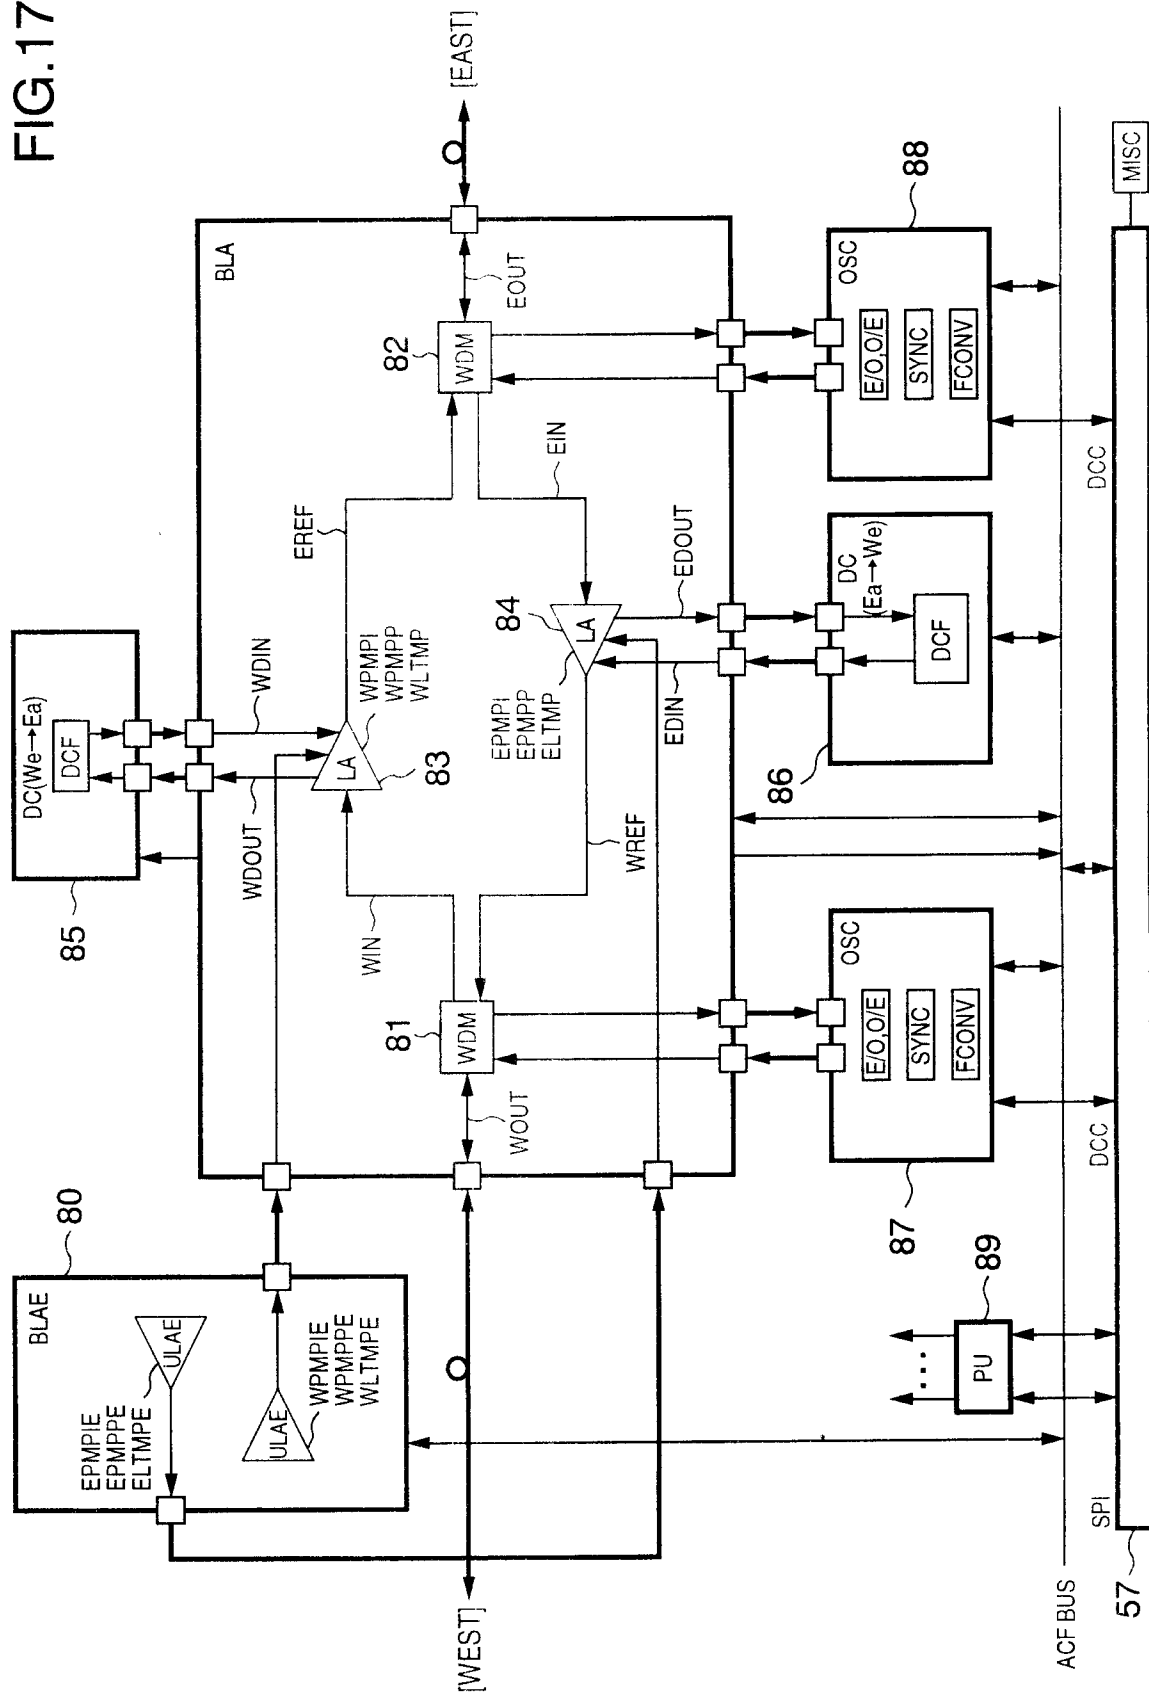 FIG.17
80
BLAE
ULAE
EPMPIE
EPMPPE
ELTMPE
ULAE
WPMPIE
WPMPPE
WLTMPE
85
DC(We→Ea)
DCF
BLA
WDOUT
WDIN
LA
83
WPMPI
WPMPP
WLTMP
WIN
EREF
81
WDM
WOUT
82
WDM
EOUT
[WEST]
[EAST]
EIN
84
LA
EPMPI
EPMPP
ELTMP
WREF
EDIN
EDOUT
87
OSC
E/O,O/E
SYNC
FCONV
86
DC
(Ea→We)
DCF
88
OSC
E/O,O/E
SYNC
FCONV
89
PU
ACF BUS
SPI
DCC
DCC
57
MISC